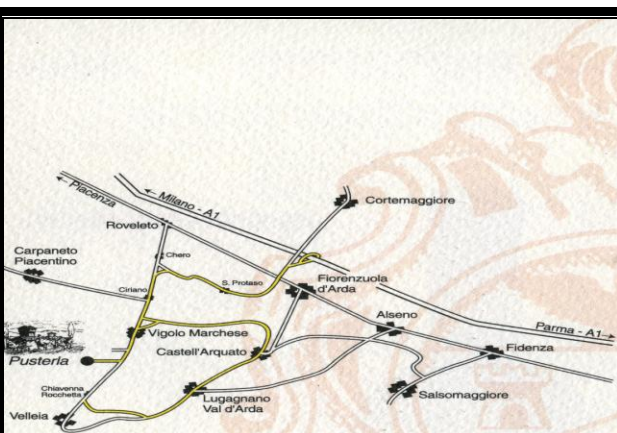 Piacenza
Milano - A1
Cortemaggiore
Roveleto
Carpaneto
Piacentino
Chero
Ciriano
S. Protaso
Fiorenzuola
d'Arda
Alseno
Parma - A1
Vigolo Marchese
Castell'Arquato
Fidenza
Pusterla
Chiavenna
Rocchetta
Lugagnano
Val d'Arda
Salsomaggiore
Velleia